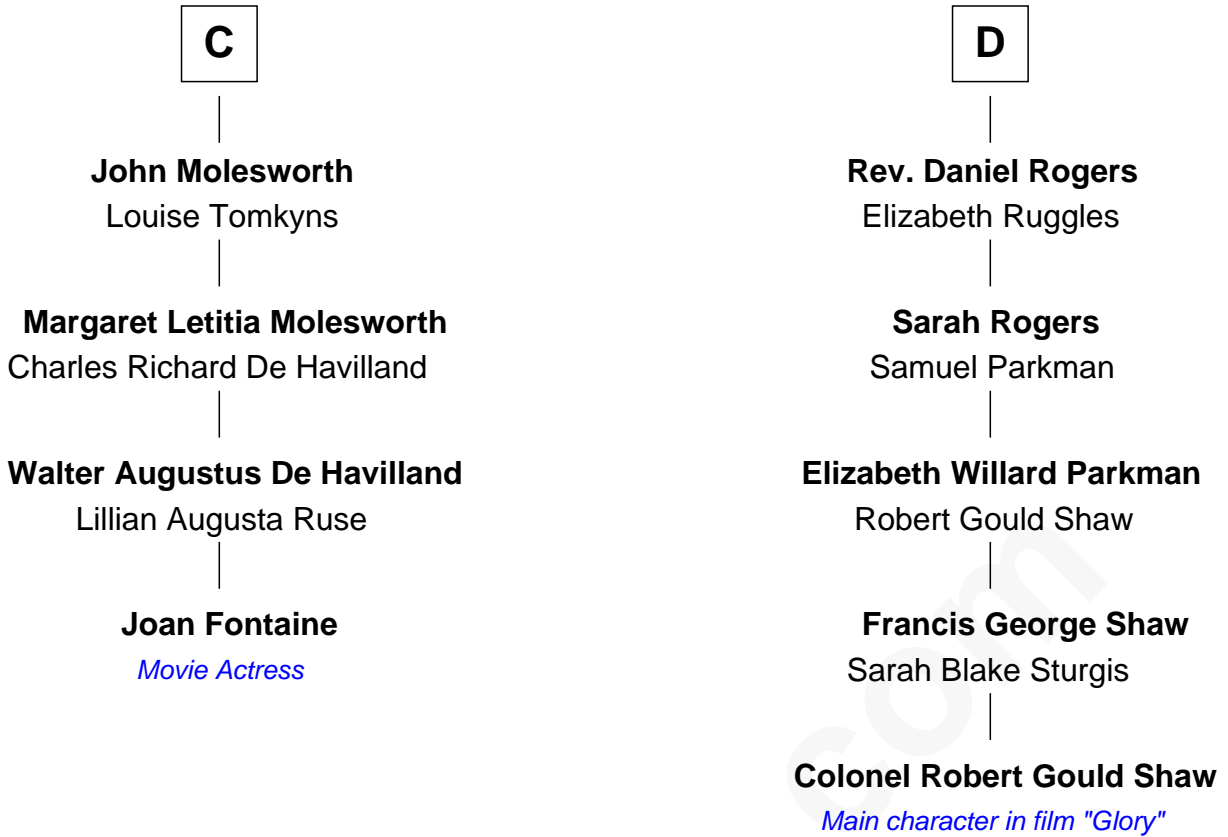 C
John Molesworth
Louise Tomkyns
Margaret Letitia Molesworth
Charles Richard De Havilland
Walter Augustus De Havilland
Lillian Augusta Ruse
Joan Fontaine
Movie Actress
D
Rev. Daniel Rogers
Elizabeth Ruggles
Sarah Rogers
Samuel Parkman
Elizabeth Willard Parkman
Robert Gould Shaw
Francis George Shaw
Sarah Blake Sturgis
Colonel Robert Gould Shaw
Main character in film "Glory"
com